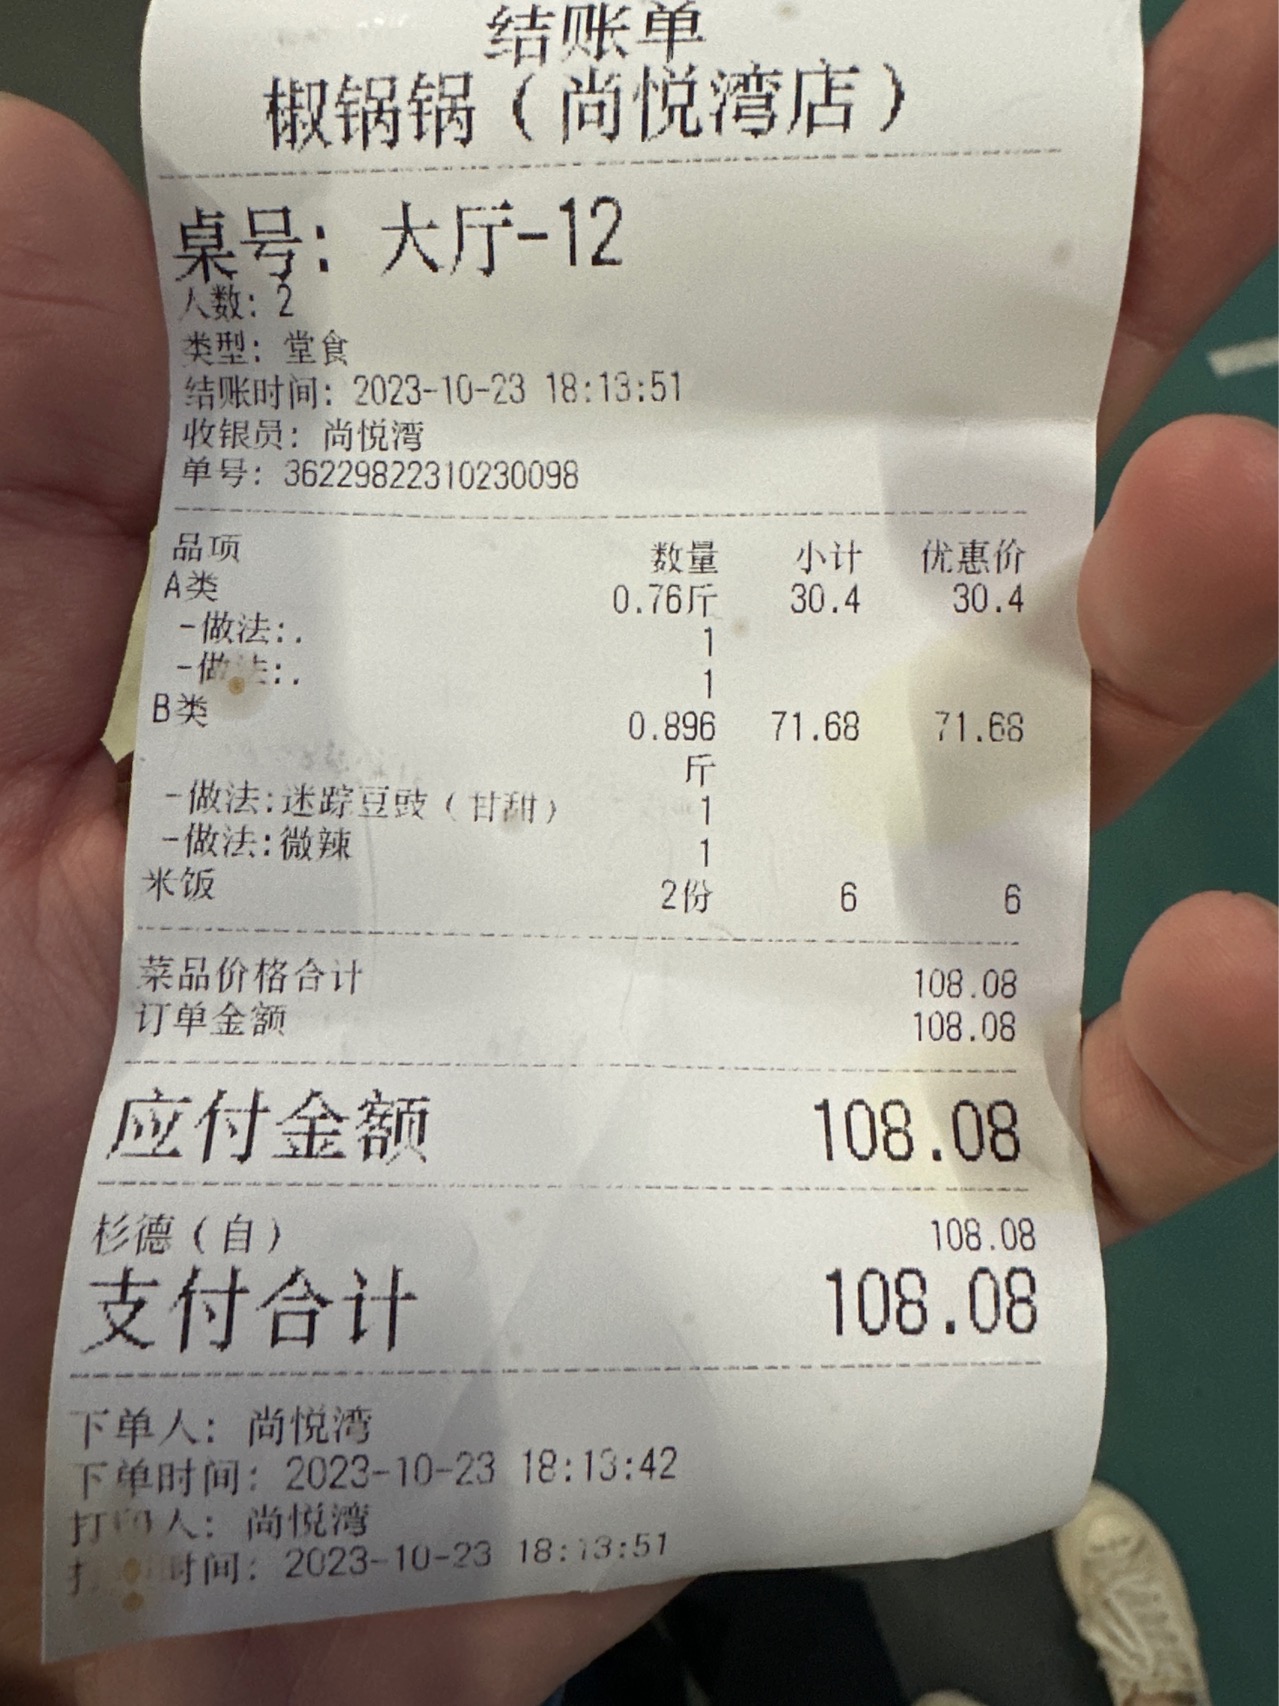 结账单
椒锅锅（尚悦湾店）
桌号: 大厅-12
人数: 2
类型: 堂食
结账时间: 2023-10-23 18:13:51
收银员: 尚悦湾
单号: 36229822310230098
品项 数量 小计 优惠价
A类 0.76斤 30.4 30.4
-做法:. 1
-做法:. 1
B类 0.896 71.68 71.68
斤
-做法:迷踪豆豉（甘甜） 1
-做法:微辣 1
米饭 2份 6 6
菜品价格合计 108.08
订单金额 108.08
应付金额 108.08
杉德（自） 108.08
支付合计 108.08
下单人: 尚悦湾
下单时间: 2023-10-23 18:13:42
打印人: 尚悦湾
打印时间: 2023-10-23 18:13:51